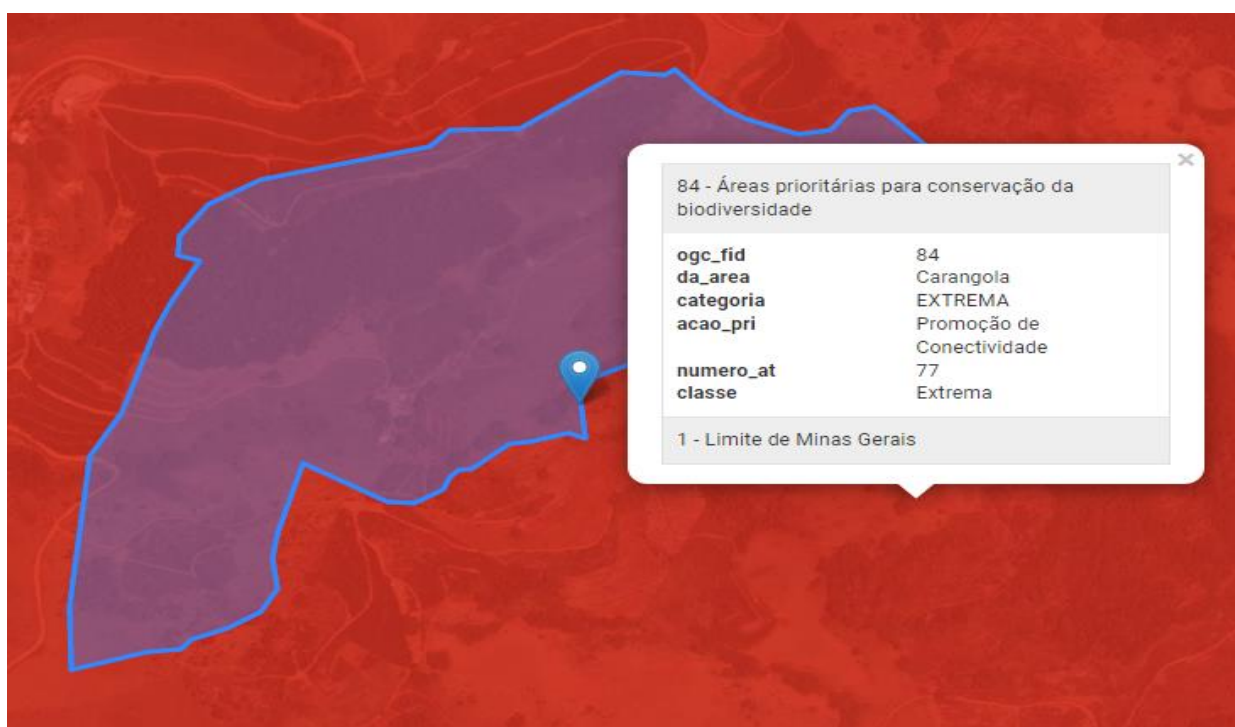 ×
84 - Áreas prioritárias para conservação da
biodiversidade
ogc_fid 84
da_area Carangola
categoria EXTREMA
acao_pri Promoção de
Conectividade
numero_at 77
classe Extrema
1 - Limite de Minas Gerais